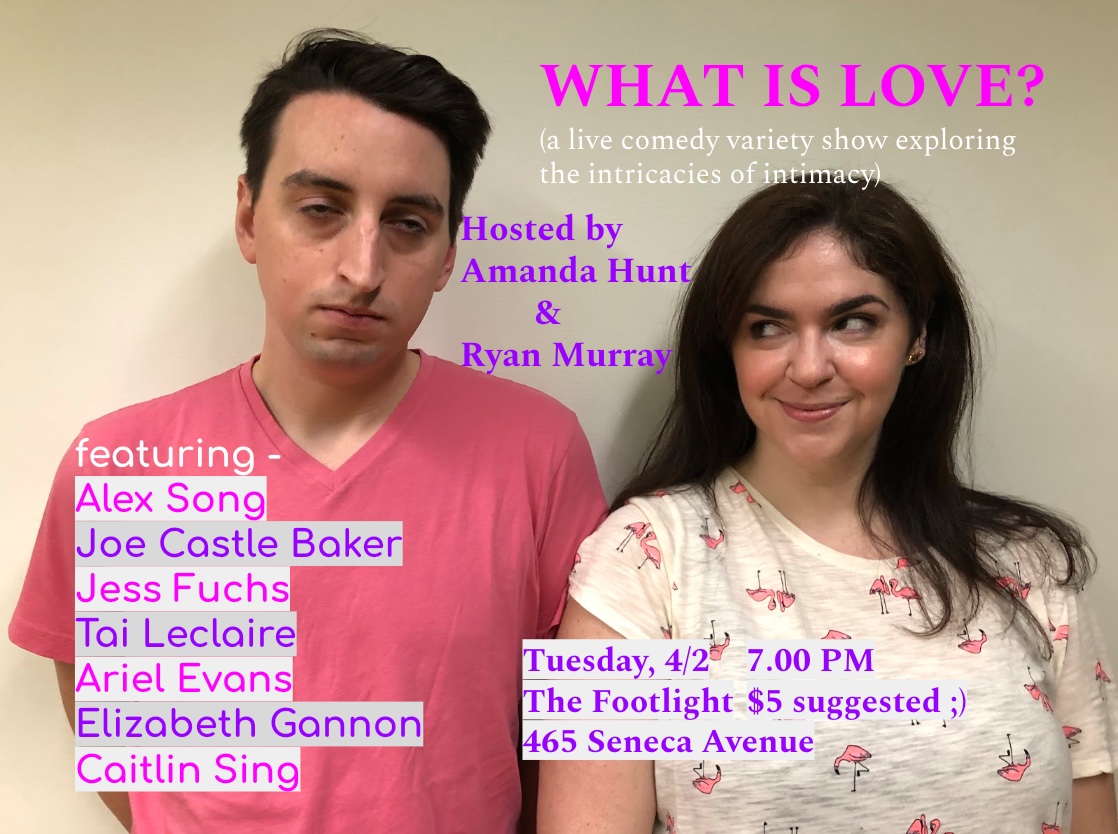 WHAT IS LOVE?
(a live comedy variety show exploring
the intricacies of intimacy)
Hosted by
Amanda Hunt
&
Ryan Murray
featuring -
Alex Song
Joe Castle Baker
Jess Fuchs
Tai Leclaire
Ariel Evans
Elizabeth Gannon
Caitlin Sing
Tuesday, 4/2 7.00 PM
The Footlight $5 suggested ;)
465 Seneca Avenue